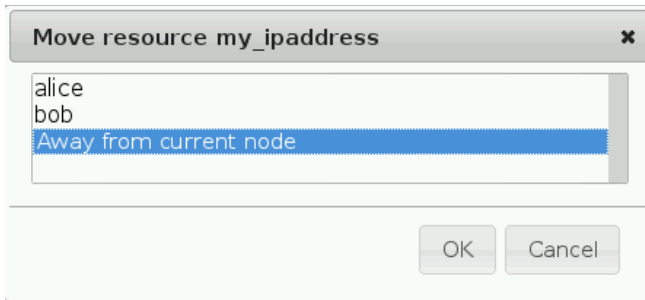 Move resource my_ipaddress
alice
bob
Away from current node
OK Cancel